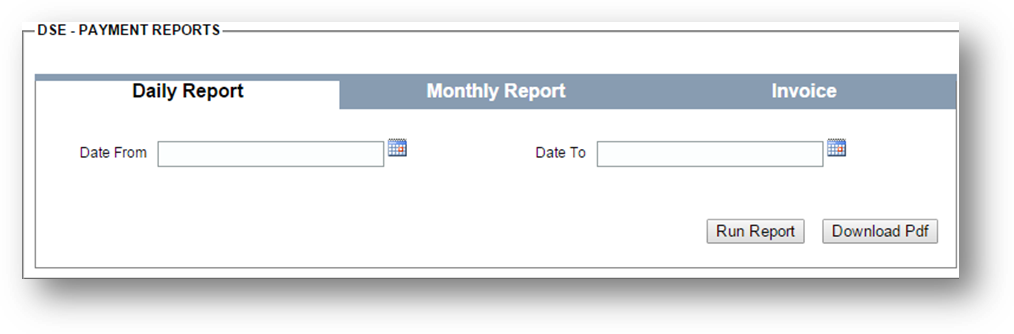 DSE - PAYMENT REPORTS
Daily Report Monthly Report Invoice
Date From Date To
Run Report Download Pdf